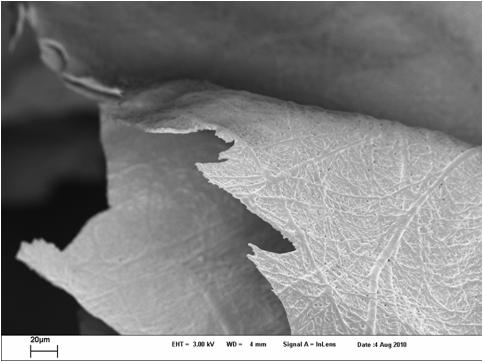 20µm
EHT = 3.00 kV    WD = 4 mm    Signal A = InLens    Date :4 Aug 2010